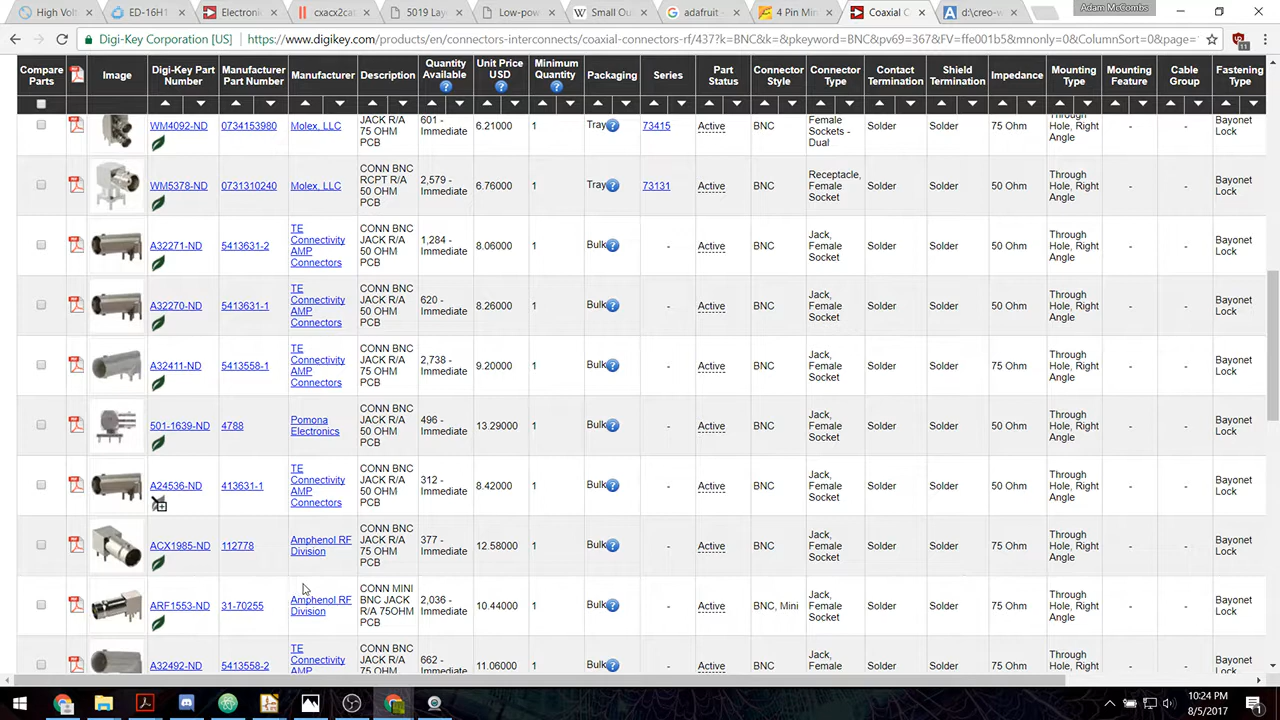 High Volt
ED-16H1
Electronic
cxacx2cat
5019 Lay
Low-pow
Small Ou
adafruit -
4 Pin Mi
Coaxial
d:\creo-w
Adam McCombs
Digi-Key Corporation [US] https://www.digikey.com/products/en/connectors-interconnects/coaxial-connectors-rf/437?k=BNC&k=&pkeyword=BNC&pv69=367&FV=ffe001b5&mnonly=0&ColumnSort=0&page=
Compare Parts Image Digi-Key Part Number Manufacturer Part Number Manufacturer Description Quantity Available Unit Price USD Minimum Quantity Packaging Series Part Status Connector Style Connector Type Contact Termination Shield Termination Impedance Mounting Type Mounting Feature Cable Group Fastening Type
WM4092-ND 0734153980 Molex, LLC JACK R/A 75 OHM PCB 601 - Immediate 6.21000 1 Tray 73415 Active BNC Female Sockets - Dual Solder Solder 75 Ohm Through Hole, Right Angle - - Bayonet Lock
WM5378-ND 0731310240 Molex, LLC CONN BNC RCPT R/A 50 OHM PCB 2,579 - Immediate 6.76000 1 Tray 73131 Active BNC Receptacle, Female Socket Solder Solder 50 Ohm Through Hole, Right Angle - - Bayonet Lock
A32271-ND 5413631-2 TE Connectivity AMP Connectors CONN BNC JACK R/A 50 OHM PCB 1,284 - Immediate 8.06000 1 Bulk - Active BNC Jack, Female Socket Solder Solder 50 Ohm Through Hole, Right Angle - - Bayonet Lock
A32270-ND 5413631-1 TE Connectivity AMP Connectors CONN BNC JACK R/A 50 OHM PCB 620 - Immediate 8.26000 1 Bulk - Active BNC Jack, Female Socket Solder Solder 50 Ohm Through Hole, Right Angle - - Bayonet Lock
A32411-ND 5413558-1 TE Connectivity AMP Connectors CONN BNC JACK R/A 75 OHM PCB 2,738 - Immediate 9.20000 1 Bulk - Active BNC Jack, Female Socket Solder Solder 75 Ohm Through Hole, Right Angle - - Bayonet Lock
501-1639-ND 4788 Pomona Electronics CONN BNC JACK R/A 50 OHM PCB 496 - Immediate 13.29000 1 Bulk - Active BNC Jack, Female Socket Solder Solder 50 Ohm Through Hole, Right Angle - - Bayonet Lock
A24536-ND 413631-1 TE Connectivity AMP Connectors CONN BNC JACK R/A 50 OHM PCB 312 - Immediate 8.42000 1 Bulk - Active BNC Jack, Female Socket Solder Solder 50 Ohm Through Hole, Right Angle - - Bayonet Lock
ACX1985-ND 112778 Amphenol RF Division CONN BNC JACK R/A 75 OHM PCB 377 - Immediate 12.58000 1 Bulk - Active BNC Jack, Female Socket Solder Solder 75 Ohm Through Hole, Right Angle - - Bayonet Lock
ARF1553-ND 31-70255 Amphenol RF Division CONN MINI BNC JACK R/A 75OHM PCB 2,036 - Immediate 10.44000 1 Bulk - Active BNC, Mini Jack, Female Socket Solder Solder 75 Ohm Through Hole, Right Angle - - Bayonet Lock
A32492-ND 5413558-2 TE Connectivity AMP CONN BNC JACK R/A 75 OHM 662 - Immediate 11.06000 1 Bulk - Active BNC Jack, Female Solder Solder 75 Ohm Through Hole, Right - - Bayonet Lock
10:24 PM
8/5/2017